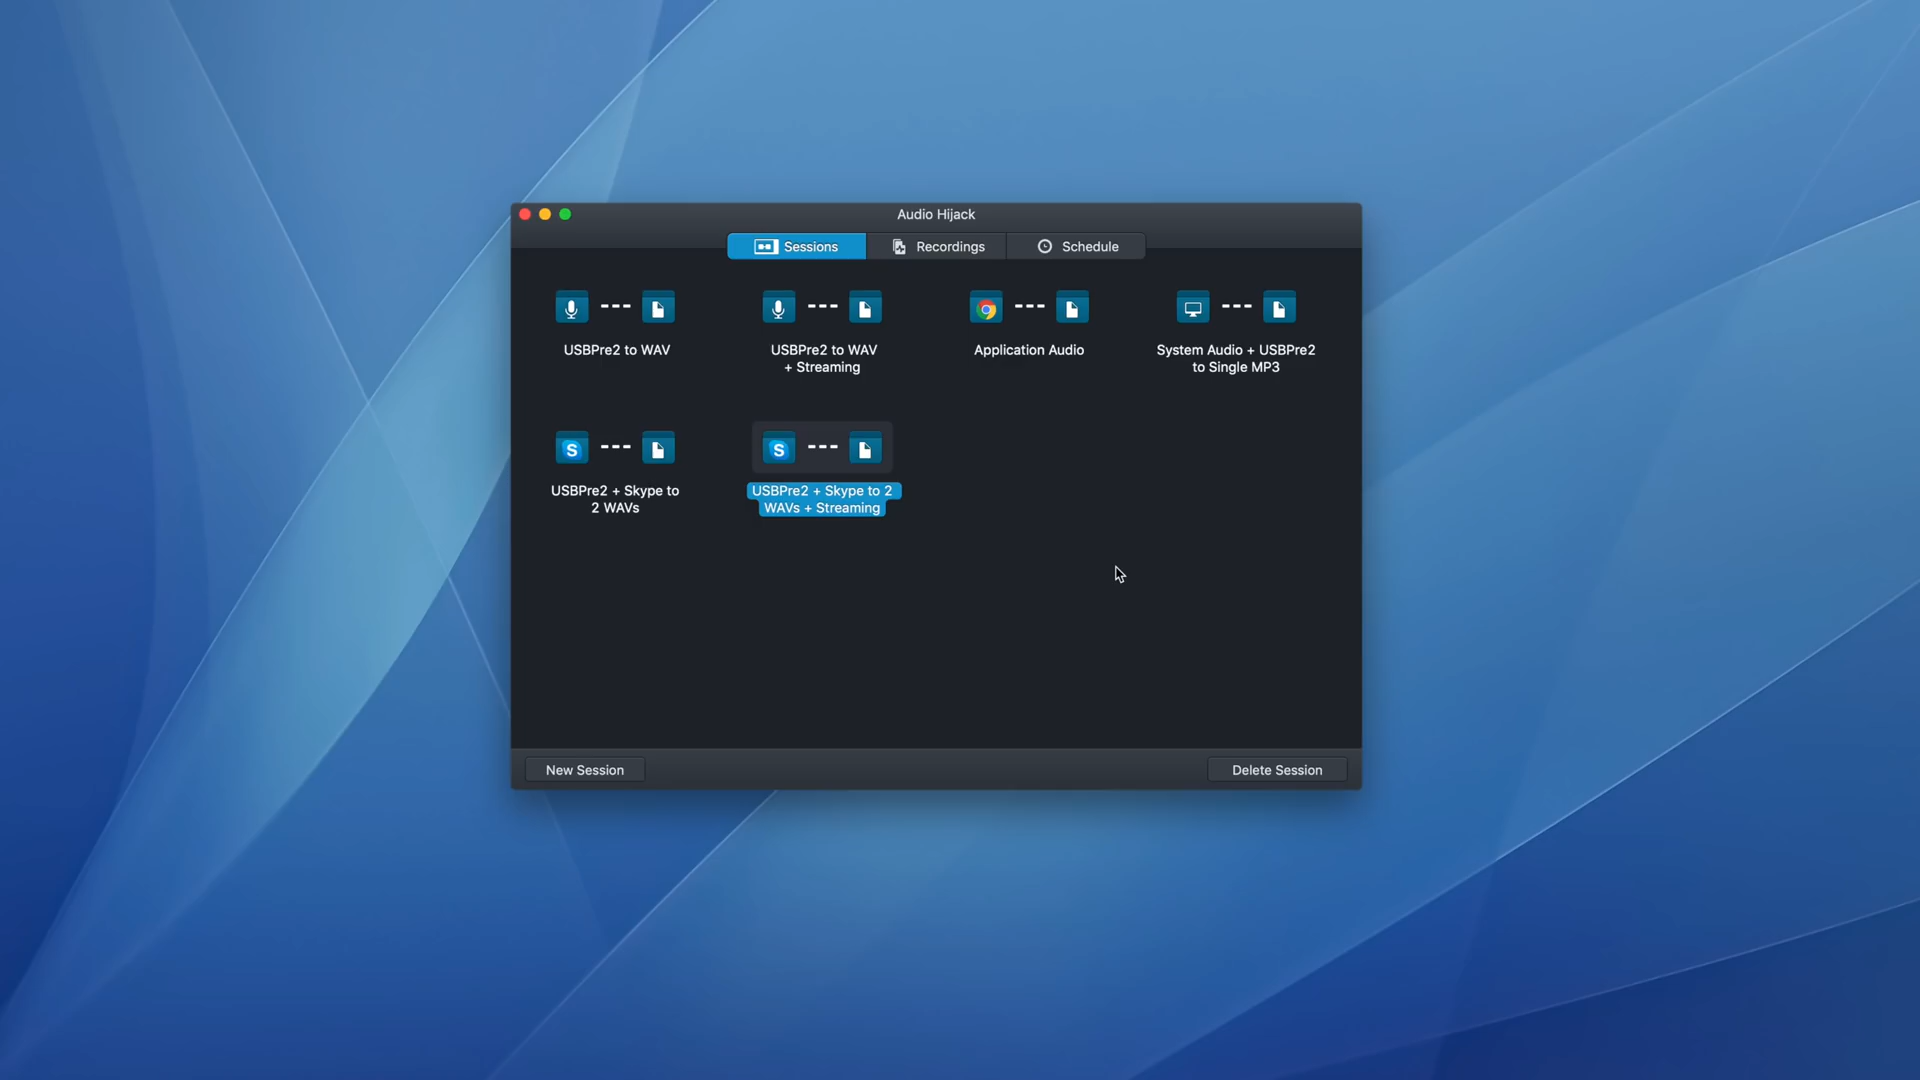 Audio Hijack
Sessions
Recordings
Schedule
USBPre2 to WAV
USBPre2 to WAV
+ Streaming
Application Audio
System Audio + USBPre2
to Single MP3
USBPre2 + Skype to
2 WAVs
USBPre2 + Skype to 2
WAVs + Streaming
New Session
Delete Session